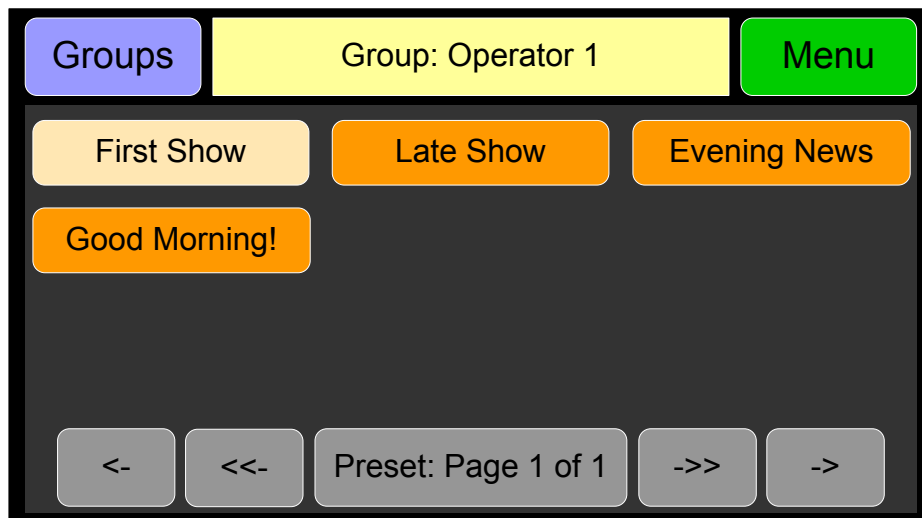 Groups
Group: Operator 1
Menu
First Show
Late Show
Evening News
Good Morning!
<-
<<-
Preset: Page 1 of 1
->>
->